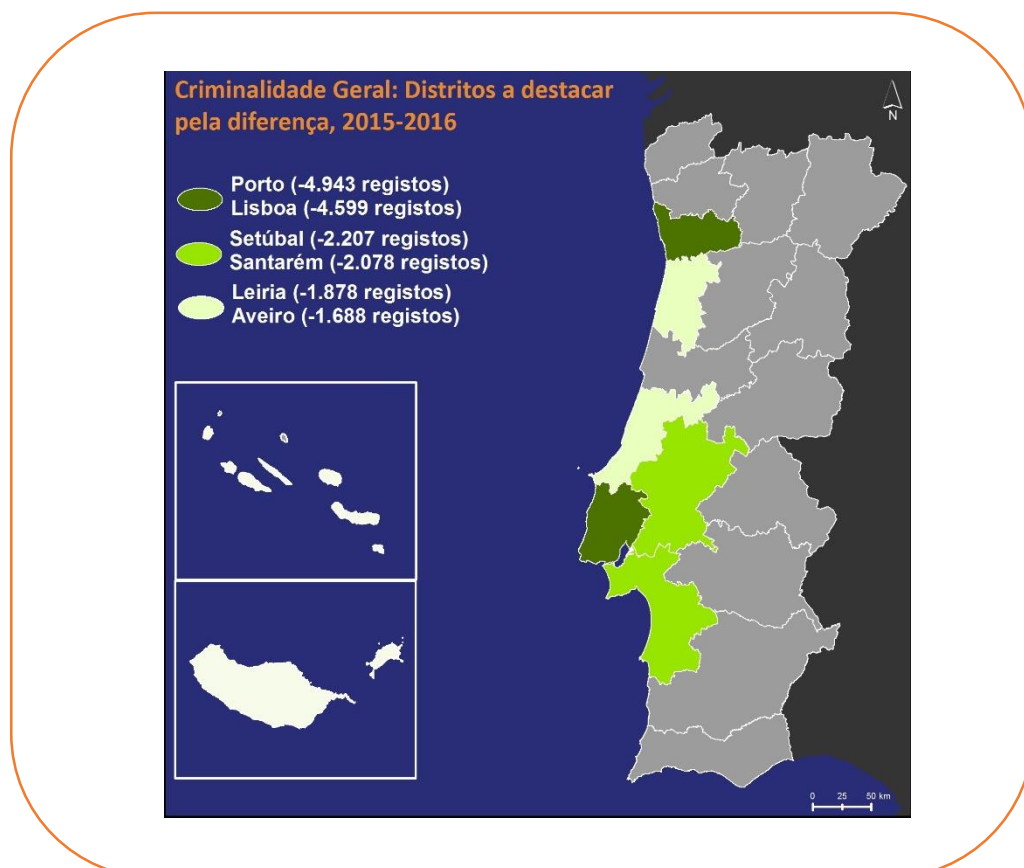 Criminalidade Geral: Distritos a destacar
pela diferença, 2015-2016
N
Porto (-4.943 registos)
Lisboa (-4.599 registos)
Setúbal (-2.207 registos)
Santarém (-2.078 registos)
Leiria (-1.878 registos)
Aveiro (-1.688 registos)
0 25 50 km